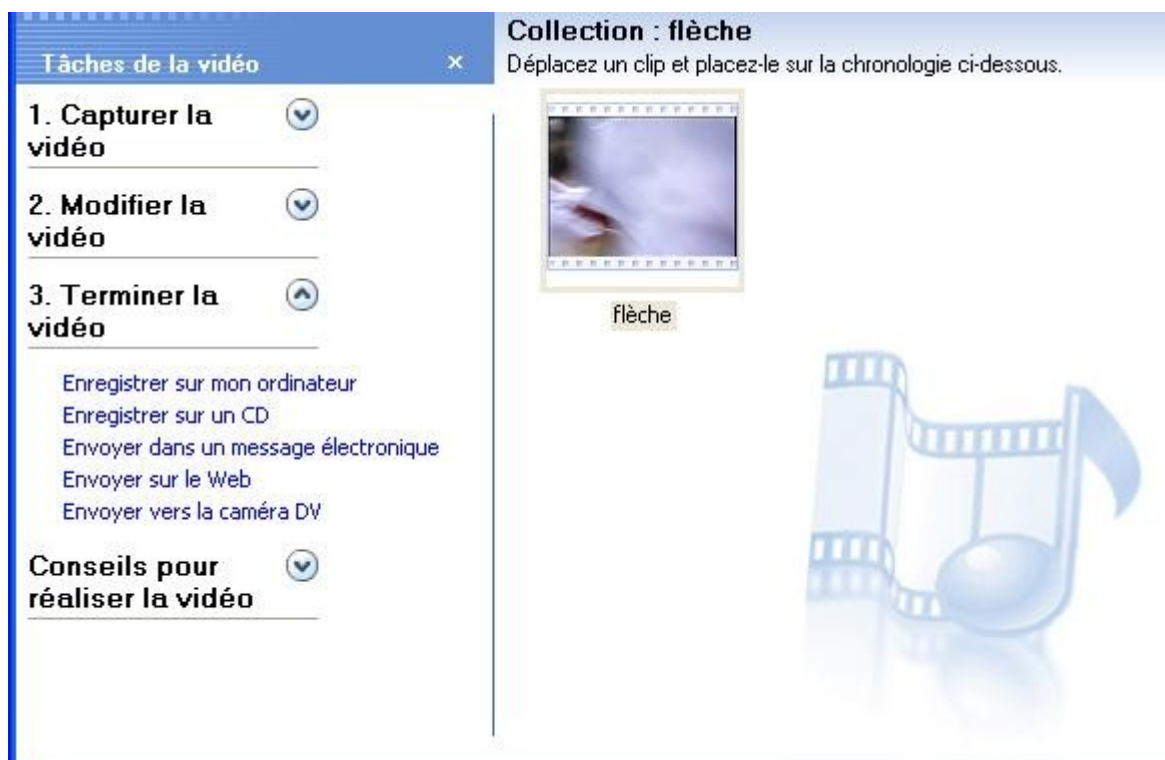 Tâches de la vidéo
×
1. Capturer la
vidéo
2. Modifier la
vidéo
3. Terminer la
vidéo
Enregistrer sur mon ordinateur
Enregistrer sur un CD
Envoyer dans un message électronique
Envoyer sur le Web
Envoyer vers la caméra DV
Conseils pour
réaliser la vidéo
Collection : flèche
Déplacez un clip et placez-le sur la chronologie ci-dessous.
flèche